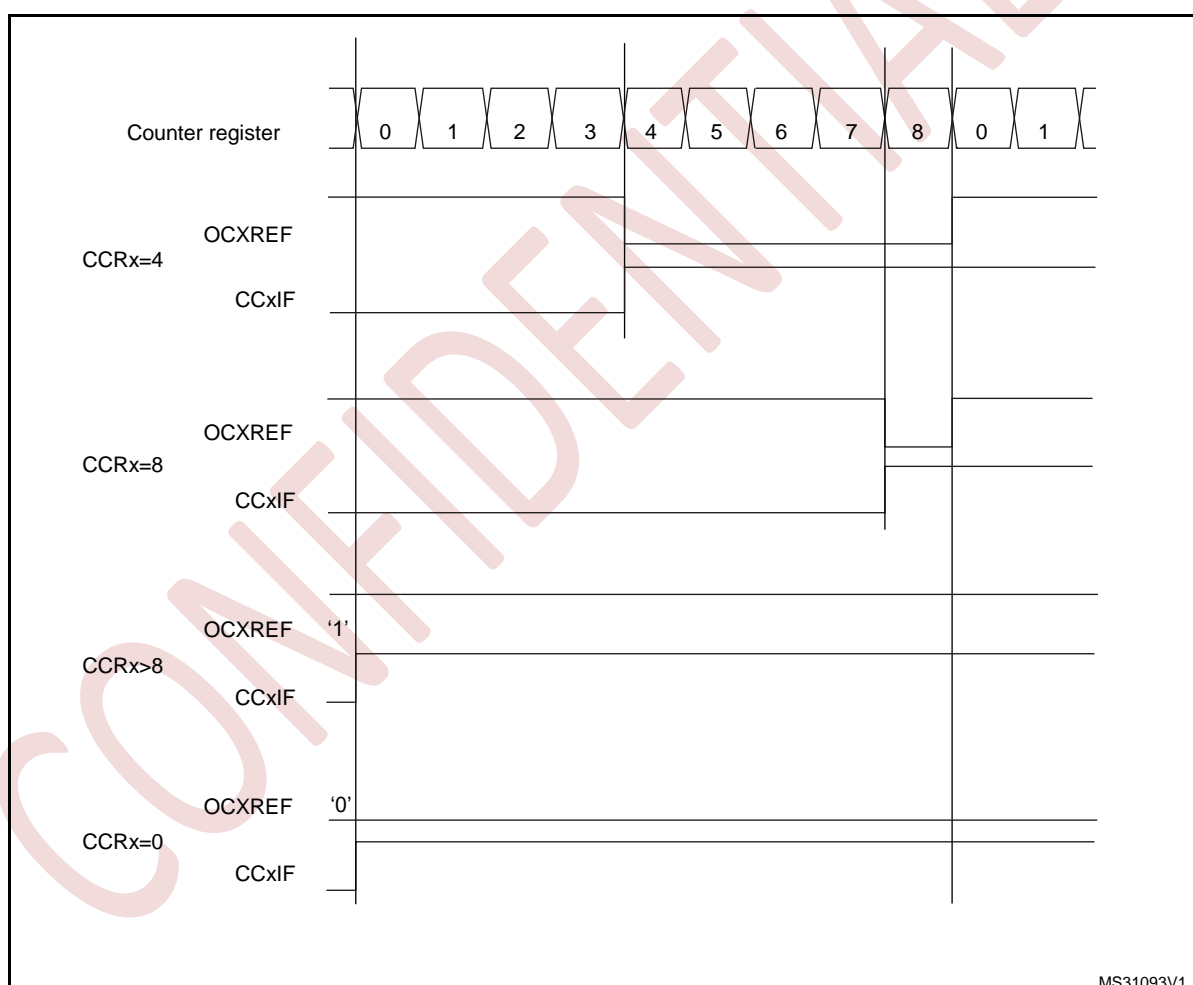 CONFIDENTIAL
Counter register 0 1 2 3 4 5 6 7 8 0 1
OCXREF
CCRx=4
CCxIF
OCXREF
CCRx=8
CCxIF
OCXREF '1'
CCRx>8
CCxIF
OCXREF '0'
CCRx=0
CCxIF
MS31093V1